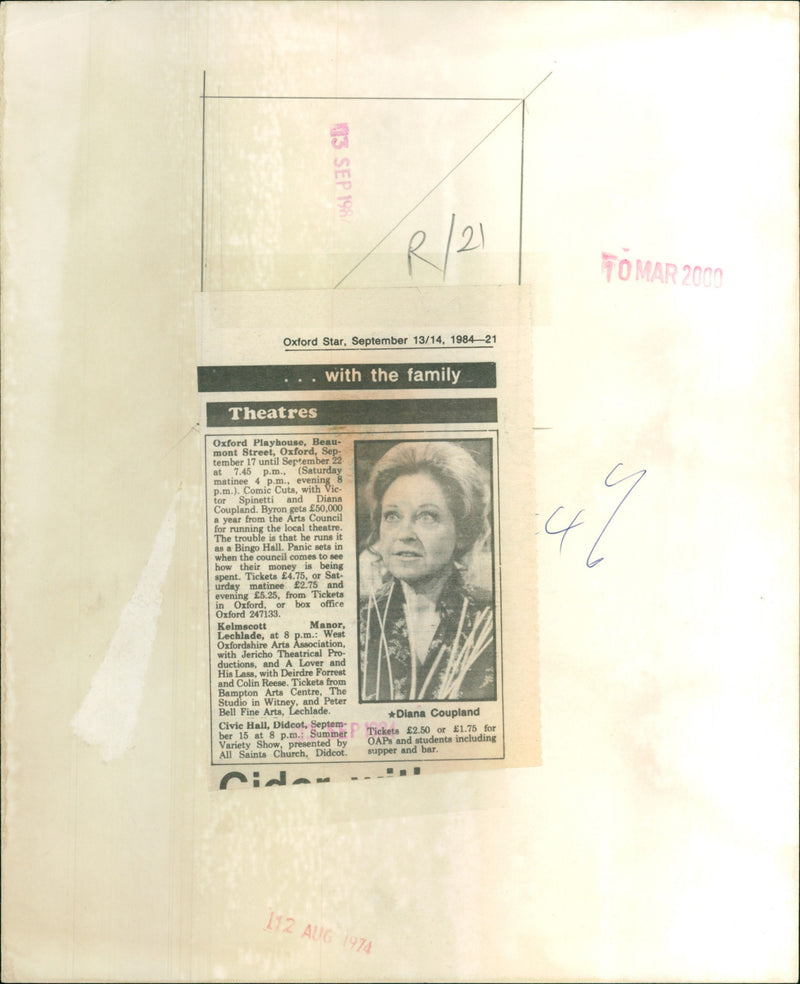 13 SEP 198
R/21
10 MAR 2000
Oxford Star, September 13/14, 1984—21
. . . with the family
Theatres
Oxford Playhouse, Beau-
mont Street, Oxford, Sep-
tember 17 until September 22
at 7.45 p.m., (Saturday
matinee 4 p.m., evening 8
p.m.). Comic Cuts, with Vic-
tor Spinetti and Diana
Coupland. Byron gets £50,000
a year from the Arts Council
for running the local theatre.
The trouble is that he runs it
as a Bingo Hall. Panic sets in
when the council comes to see
how their money is being
spent. Tickets £4.75, or Sat-
urday matinee £2.75 and
evening £5.25, from Tickets
in Oxford, or box office
Oxford 247133.
Kelmscott Manor,
Lechlade, at 8 p.m.: West
Oxfordshire Arts Association,
with Jericho Theatrical Pro-
ductions, and A Lover and
His Lass, with Deirdre Forrest
and Colin Reese. Tickets from
Bampton Arts Centre, The
Studio in Witney, and Peter
Bell Fine Arts, Lechlade.
Civic Hall, Didcot, Septem-
ber 15 at 8 p.m.: Summer
Variety Show, presented by
All Saints Church, Didcot.
★Diana Coupland
Tickets £2.50 or £1.75 for
OAPs and students including
supper and bar.
SEP
Cider with
12 AUG 1974